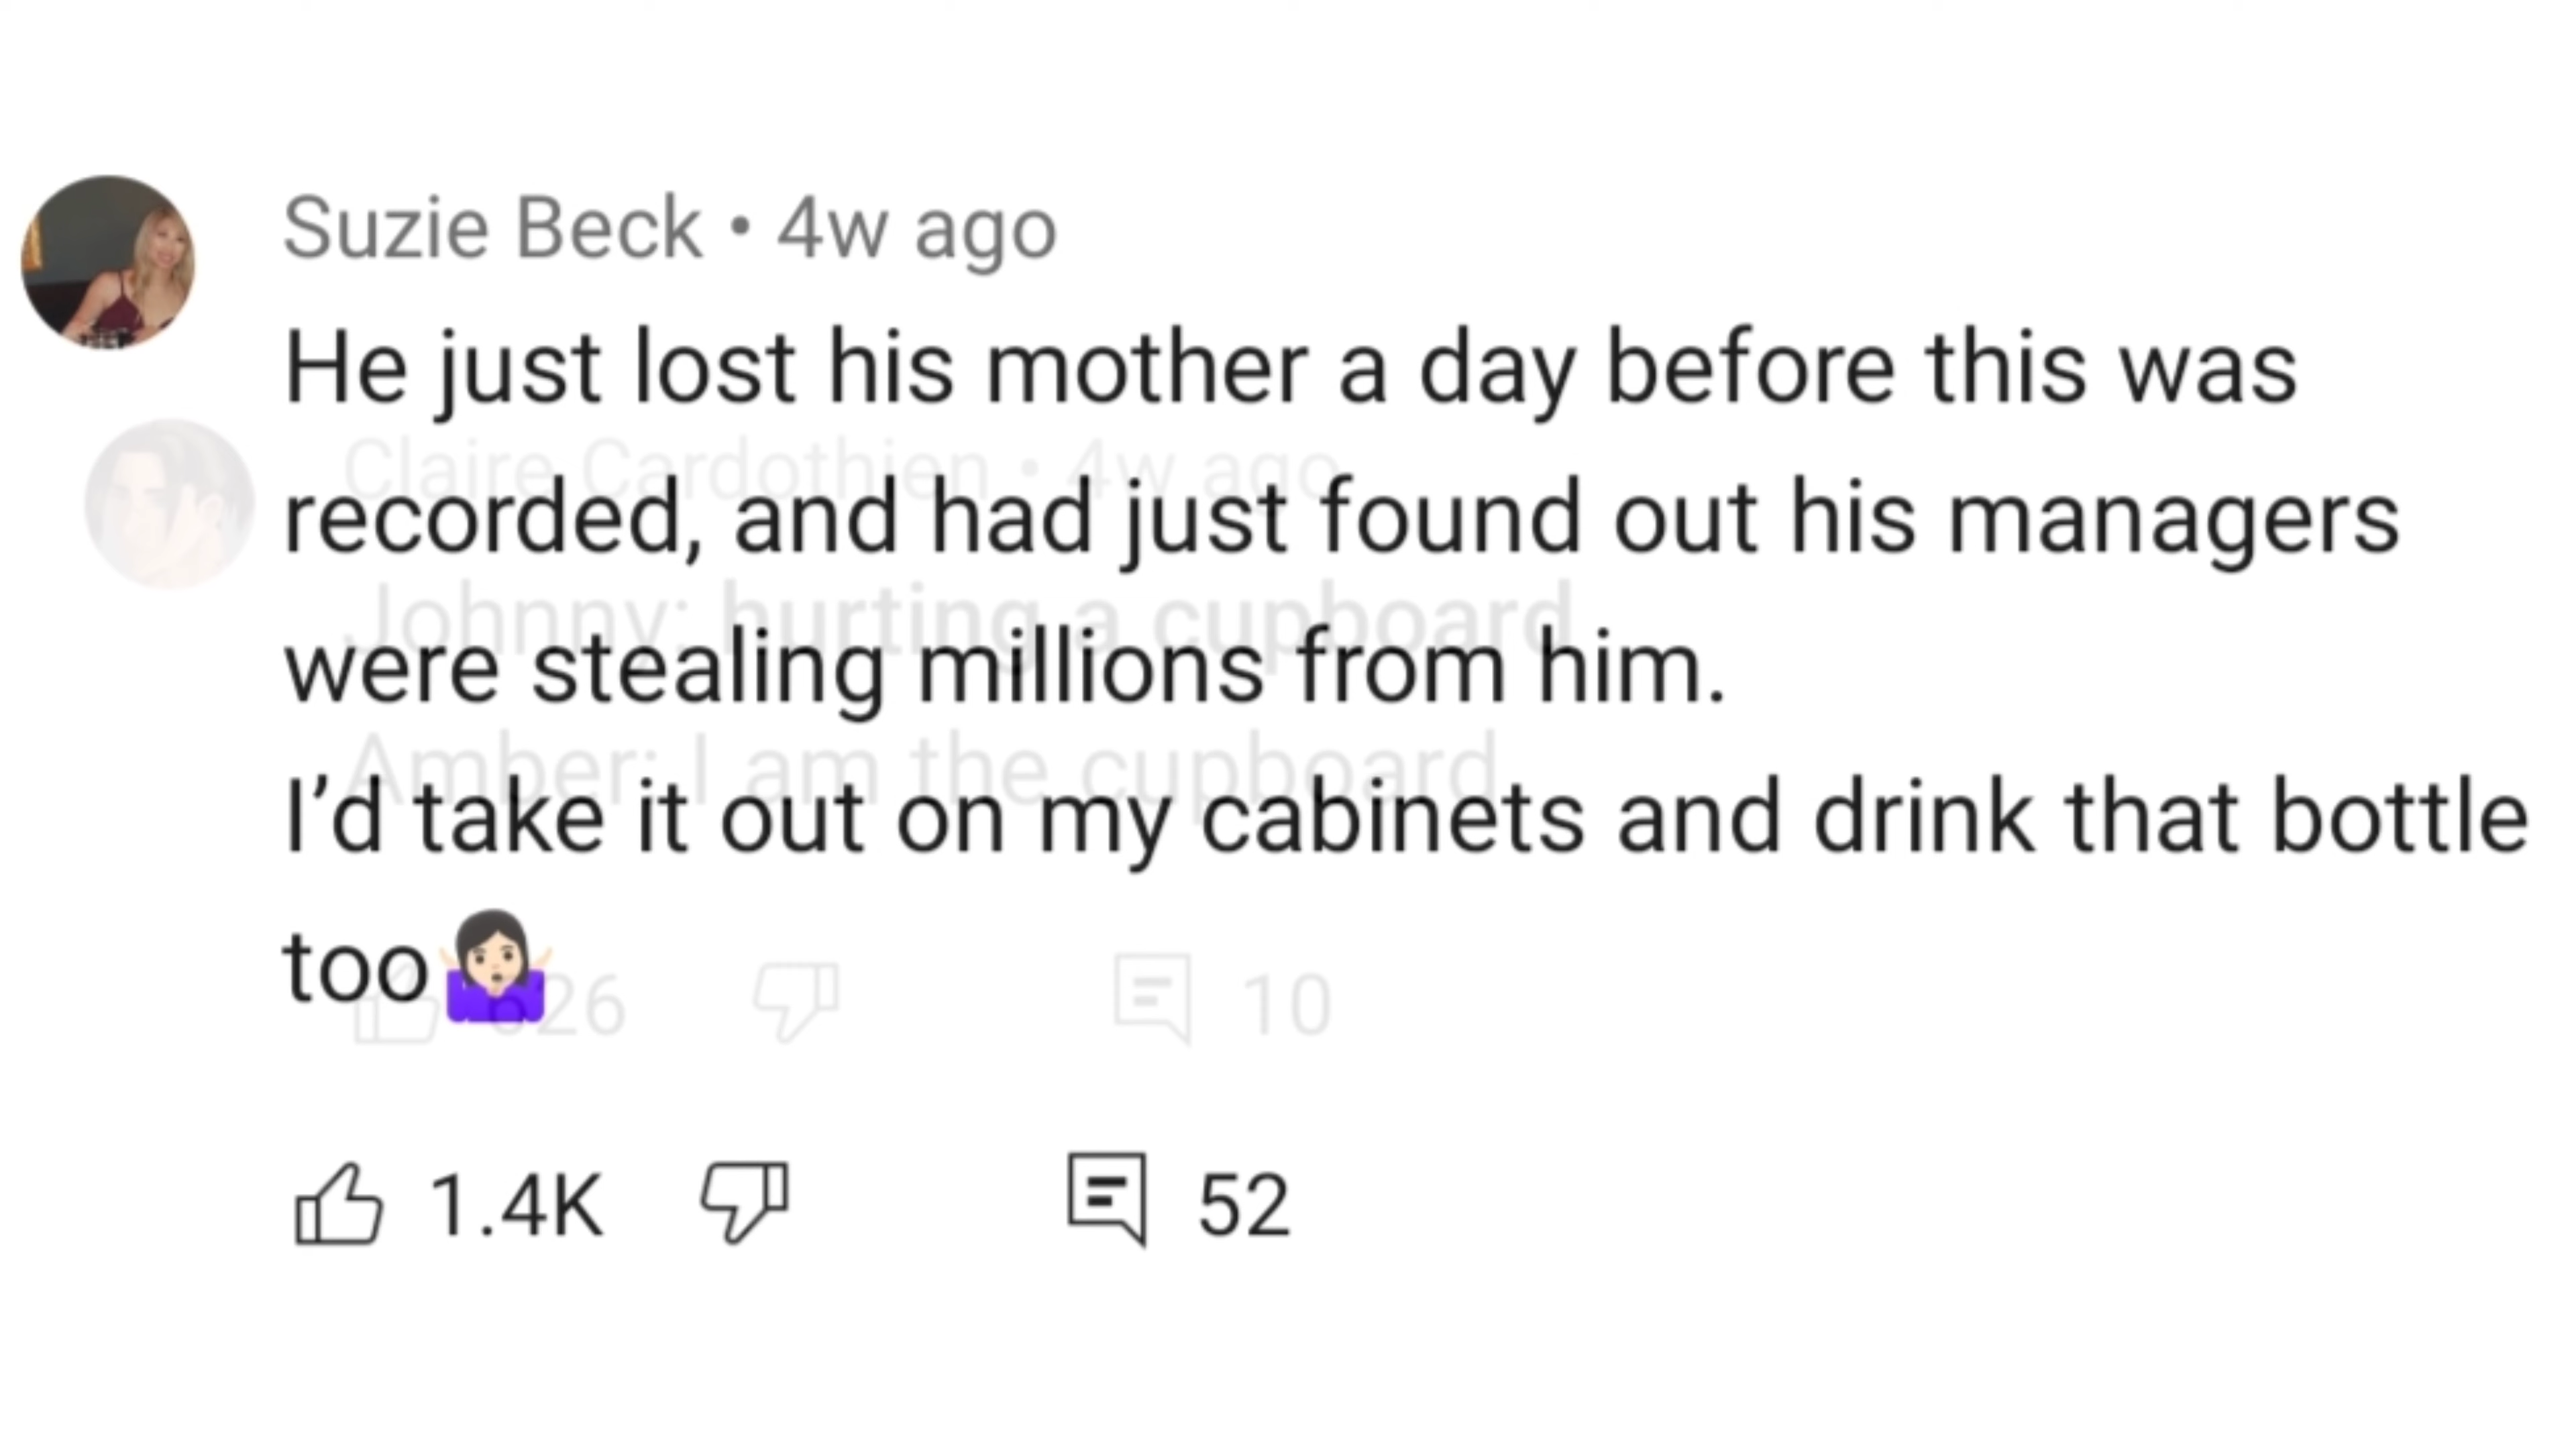 Suzie Beck • 4w ago
He just lost his mother a day before this was
Claire Cardothien • 4w ago
recorded, and had just found out his managers
Johnny: hurting a cupboard
were stealing millions from him.
Amber: I am the cupboard
I’d take it out on my cabinets and drink that bottle
too🤷🏻‍♀️
626 10
1.4K 52